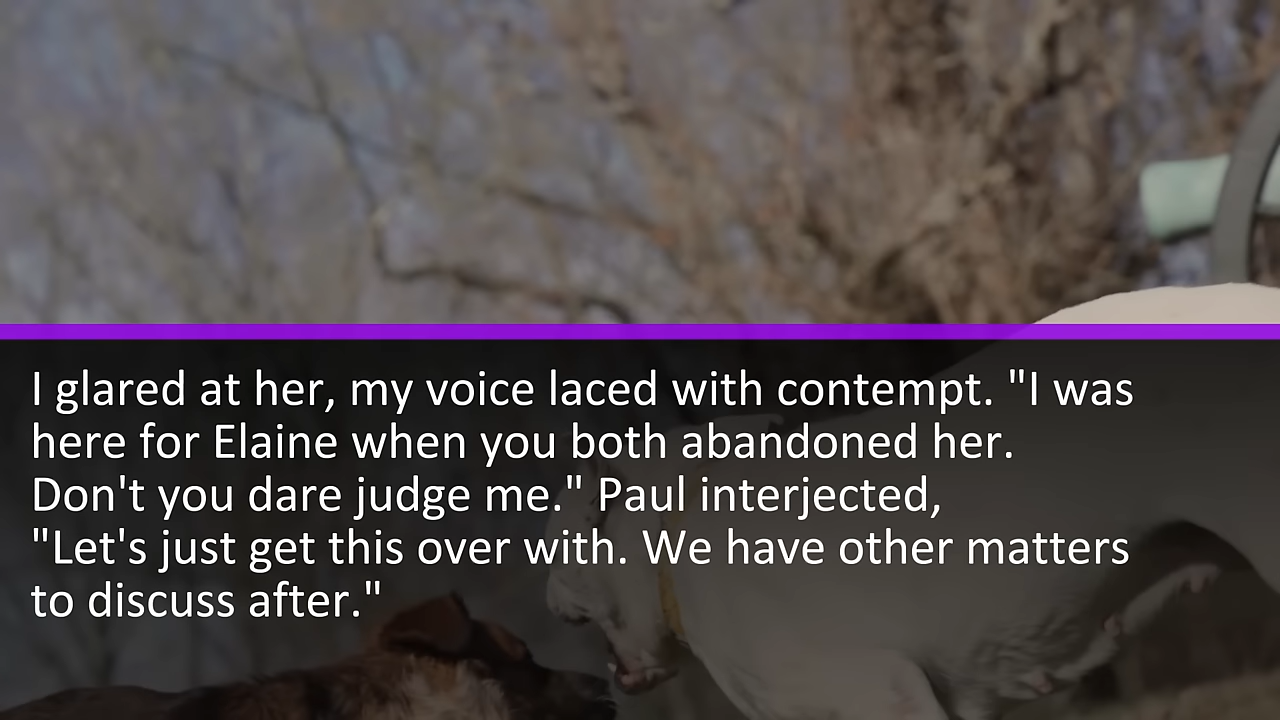 I glared at her, my voice laced with contempt. "I was
here for Elaine when you both abandoned her.
Don't you dare judge me." Paul interjected,
"Let's just get this over with. We have other matters
to discuss after."